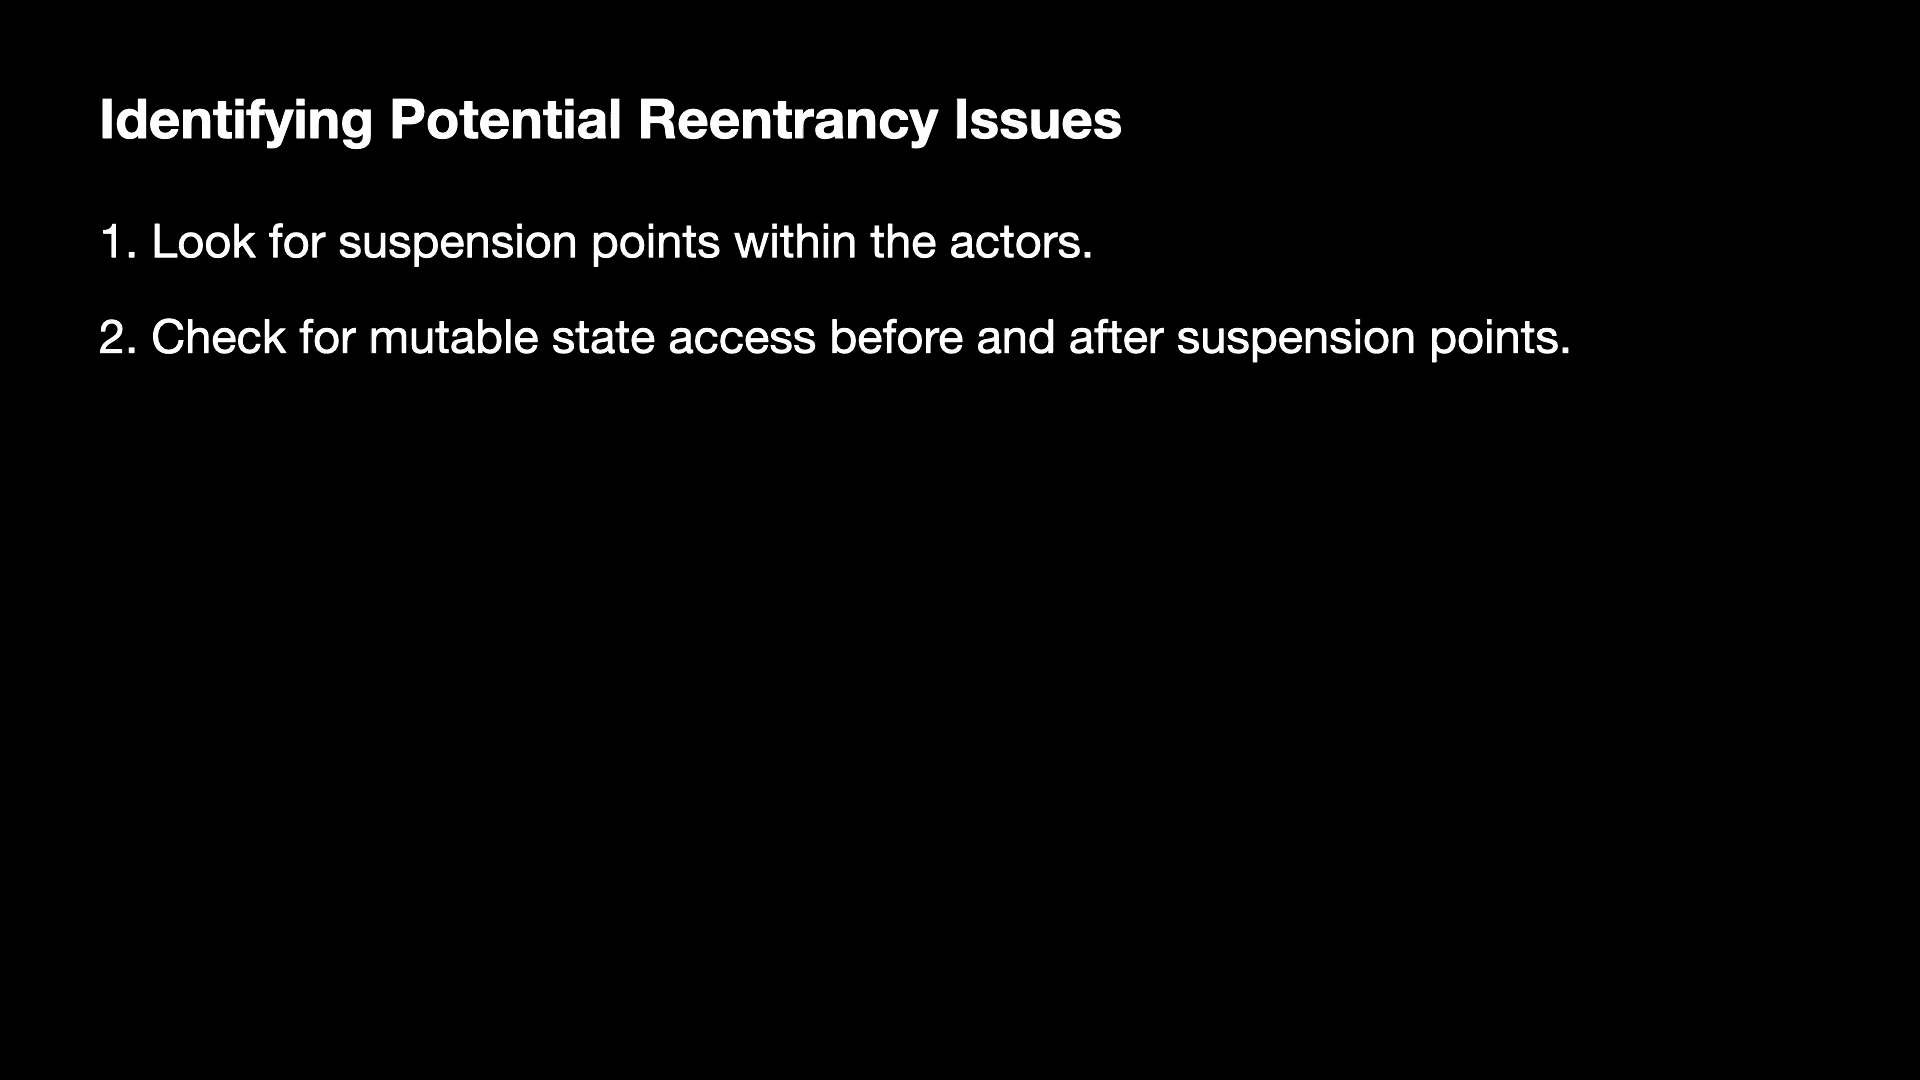 Identifying Potential Reentrancy Issues
1. Look for suspension points within the actors.
2. Check for mutable state access before and after suspension points.